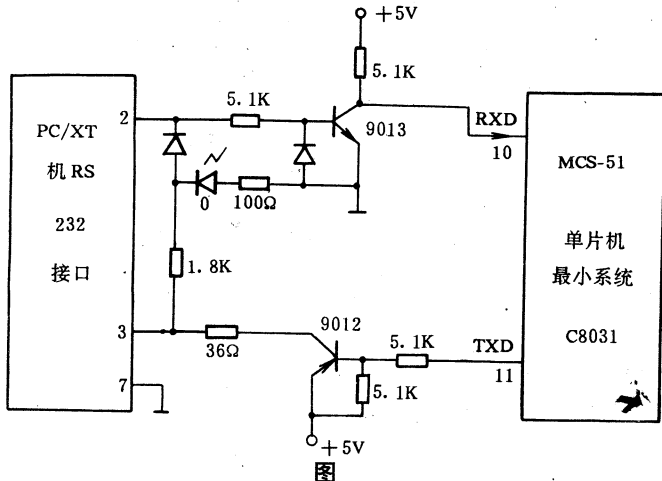 +5V
5.1K
2
5.1K
9013
RXD
10
PC/XT
机 RS
232
接口
MCS-51
单片机
最小系统
C8031
0
100Ω
1.8K
3
36Ω
9012
5.1K
TXD
11
7
5.1K
+5V
图